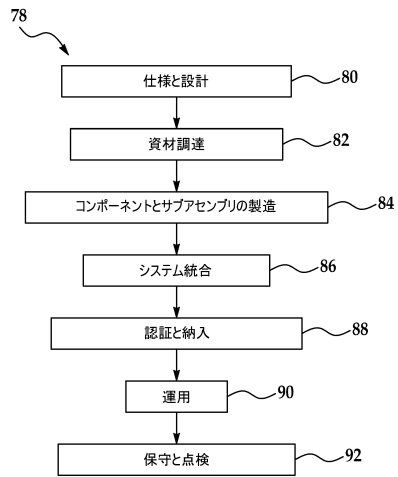 78
仕様と設計 80
資材調達 82
コンポーネントとサブアセンブリの製造 84
システム統合 86
認証と納入 88
運用 90
保守と点検 92